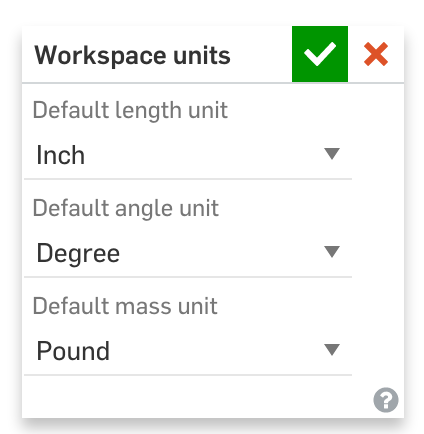 Workspace units
Default length unit
Inch
Default angle unit
Degree
Default mass unit
Pound
?